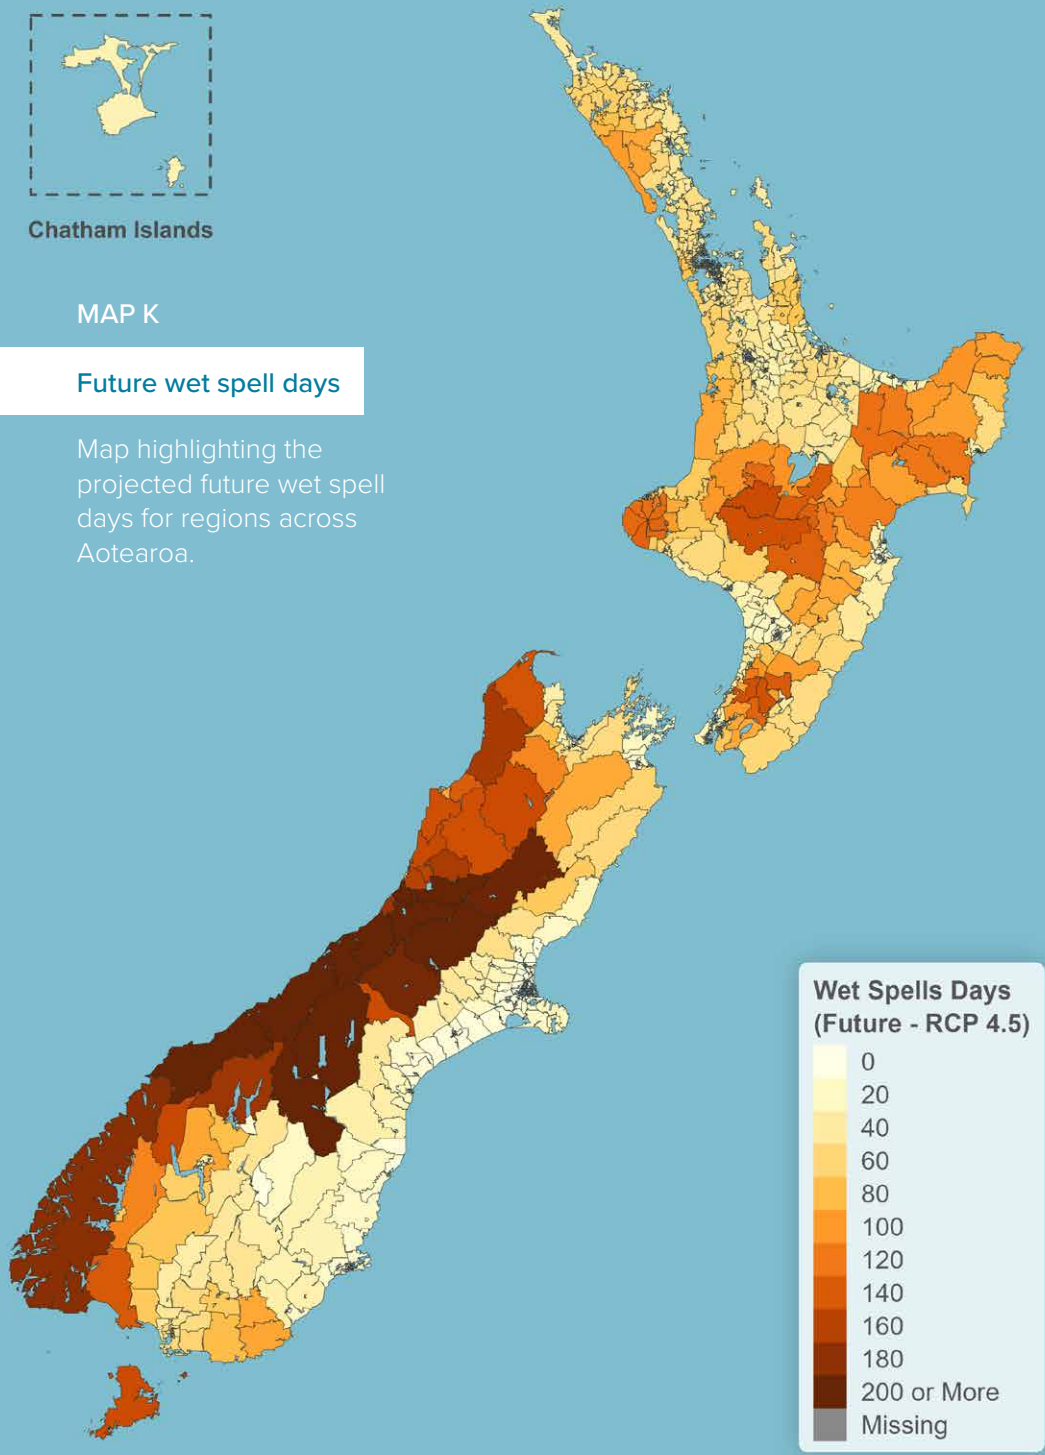 Chatham Islands
MAP K
Future wet spell days
Map highlighting the
projected future wet spell
days for regions across
Aotearoa.
Wet Spells Days
(Future - RCP 4.5)
0
20
40
60
80
100
120
140
160
180
200 or More
Missing